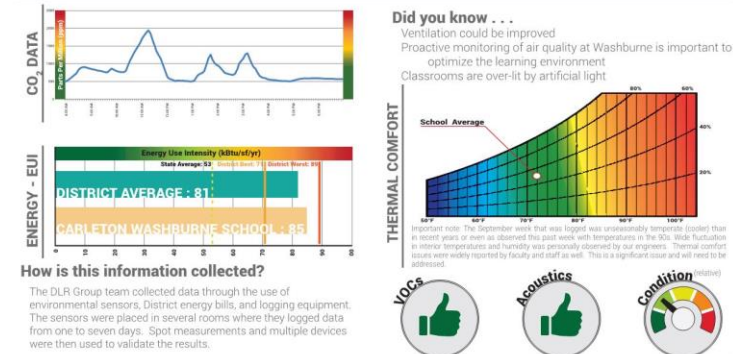 CO2 DATA
Parts Per Million (ppm)
ENERGY - EUI
Energy Use Intensity (kBtu/sf/yr)
State Average: 53 District Best: 71 District Worst: 89
DISTRICT AVERAGE : 81
CARLETON WASHBURNE SCHOOL : 85
0 10 20 30 40 50 60 70 80 90
How is this information collected?
The DLR Group team collected data through the use of
environmental sensors, District energy bills, and logging equipment.
The sensors were placed in several rooms where they logged data
from one to seven days. Spot measurements and multiple devices
were then used to validate the results.
Did you know . . .
Ventilation could be improved
Proactive monitoring of air quality at Washburne is important to
optimize the learning environment
Classrooms are over-lit by artificial light
THERMAL COMFORT
School Average
80% 60%
40%
20%
50°F 60°F 70°F 80°F 90°F 100°F
Important note: The September week that was logged was unseasonably temperate (cooler) than
in recent years or even as observed this past week with temperatures in the 90s. Wide fluctuation
in interior temperatures and humidity was personally observed by our engineers. Thermal comfort
issues were widely reported by faculty and staff as well. This is a significant issue and will need to be
addressed.
VOCs
Acoustics
Condition (relative)